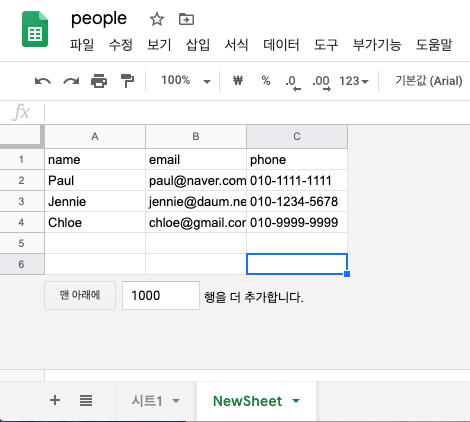 people
파일 수정 보기 삽입 서식 데이터 도구 부가기능 도움말
100% ₩ % .0 .00 123 기본값 (Arial)
fx
A B C
1 name email phone
2 Paul paul@naver.com 010-1111-1111
3 Jennie jennie@daum.ne 010-1234-5678
4 Chloe chloe@gmail.cor 010-9999-9999
5
6
맨 아래에 1000 행을 더 추가합니다.
시트1 NewSheet